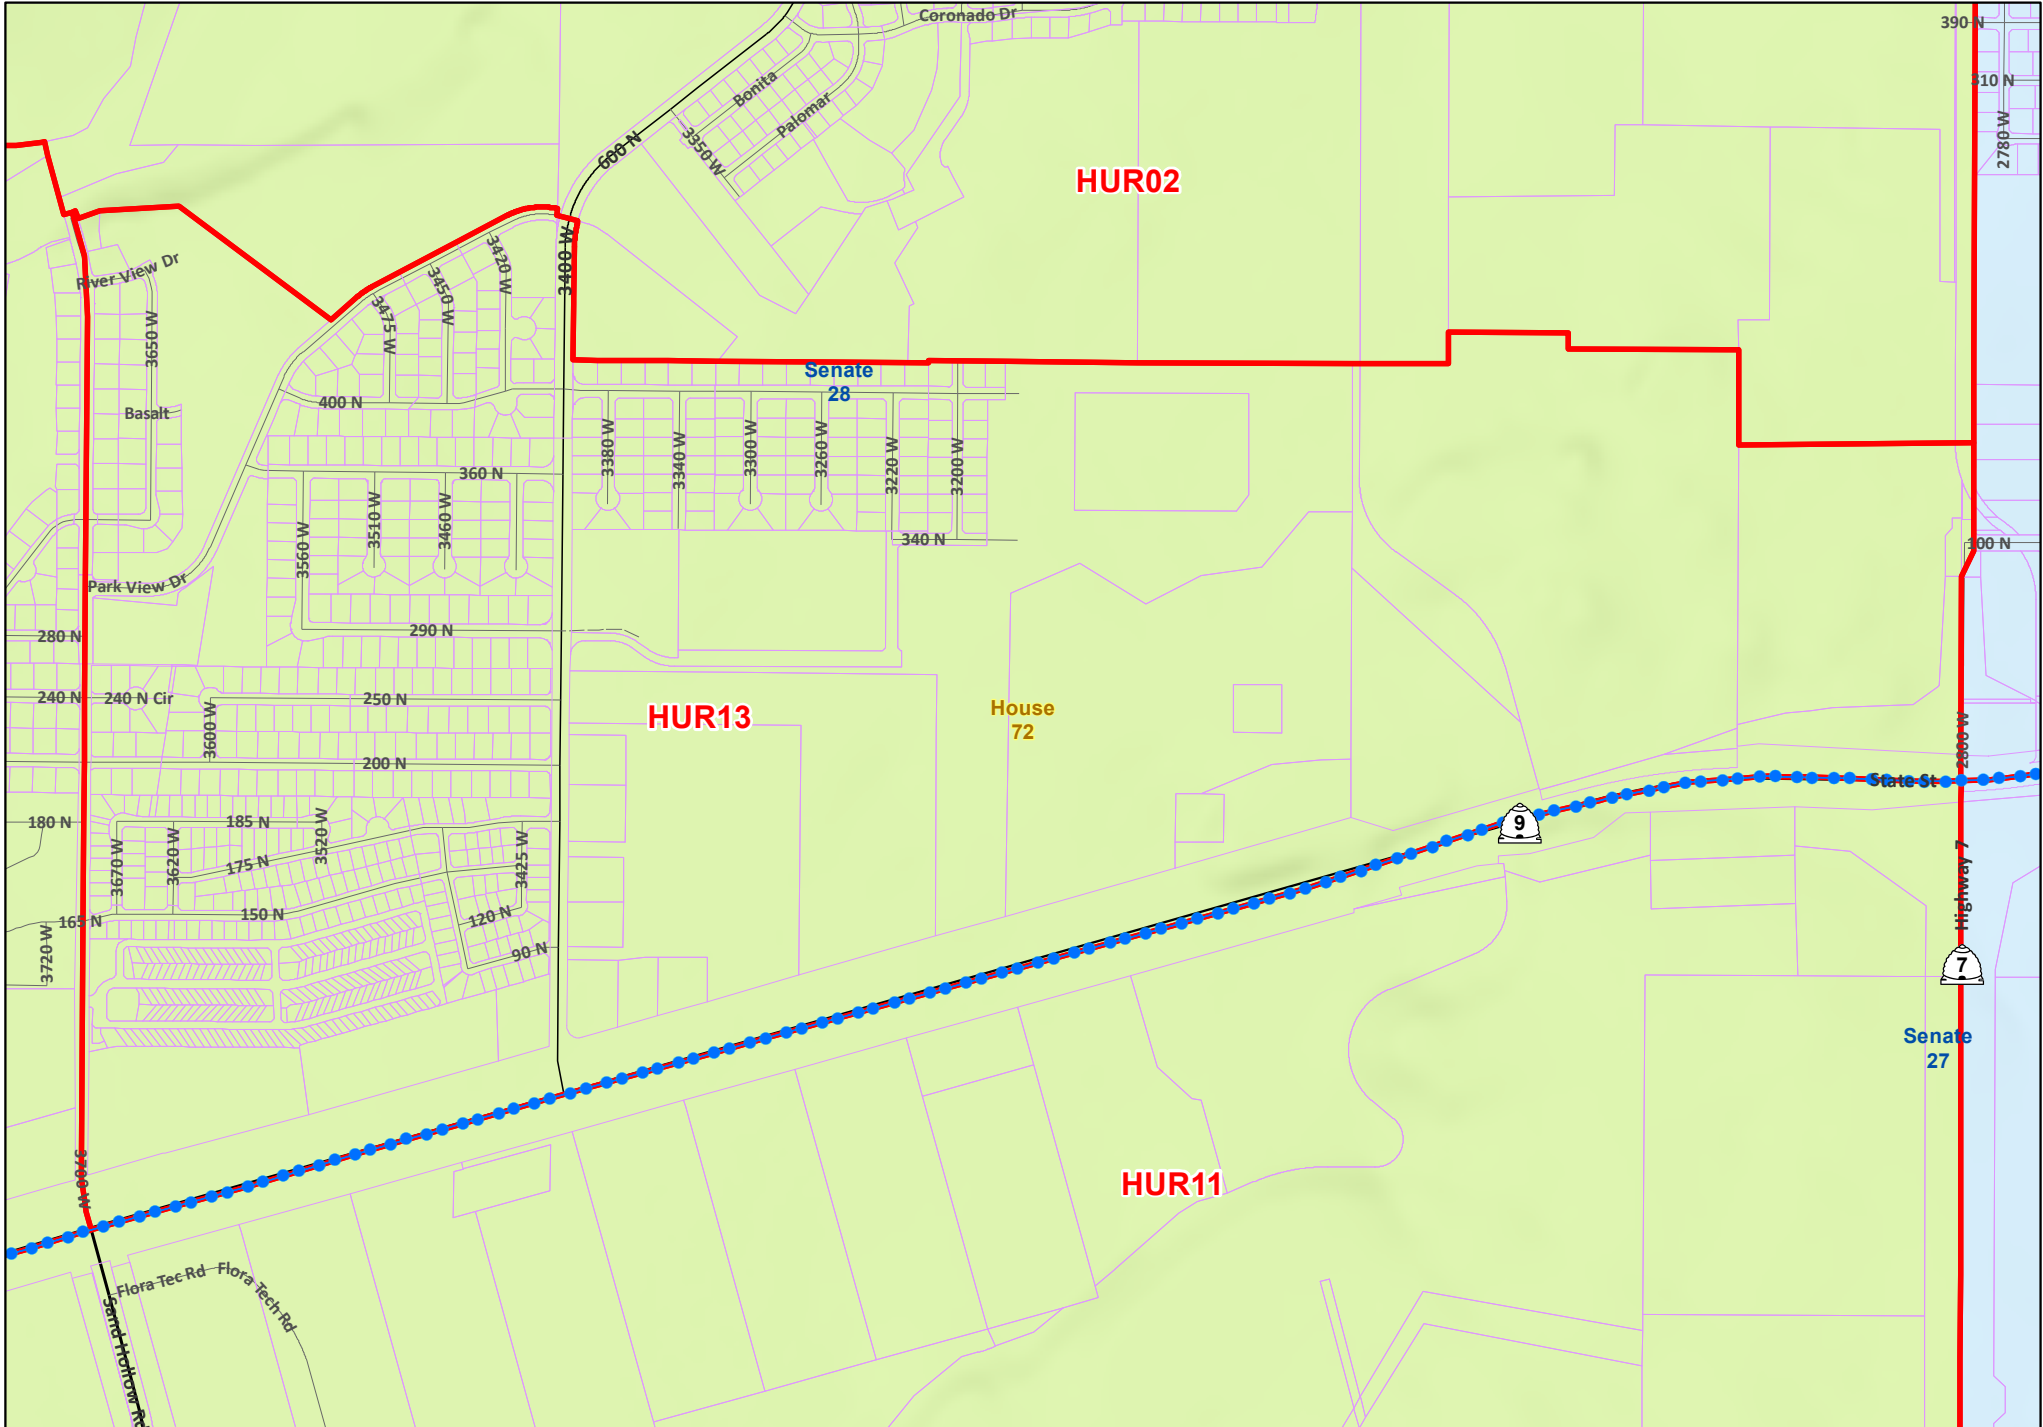 Coronado Dr
390 N
310 N
2780 W
Bonita
Palomar
600 N
3350 W
HUR02
River View Dr
3650 W
3475 W
3450 W
3420 W
3400 W
Senate
28
Basalt
400 N
3380 W
3340 W
3300 W
3260 W
3220 W
3200 W
360 N
3560 W
3510 W
3460 W
340 N
100 N
Park View Dr
280 N
290 N
240 N
240 N Cir
250 N
3600 W
HUR13
House
72
2800 W
200 N
State St
180 N
185 N
3520 W
9
3670 W
3620 W
175 N
3425 W
Highway 7
165 N
150 N
120 N
90 N
3720 W
7
Senate
27
3700 W
HUR11
Flora Tec Rd
Flora Tech Rd
Sand Hollow Rd